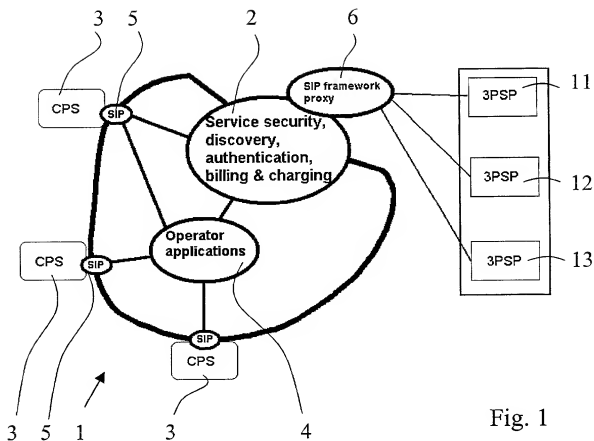 3
5
2
6
CPS
SIP
SIP framework
proxy
Service security,
discovery,
authentication,
billing & charging
3PSP
11
3PSP
12
3PSP
13
Operator
applications
CPS
SIP
SIP
CPS
3
5
1
3
4
Fig. 1